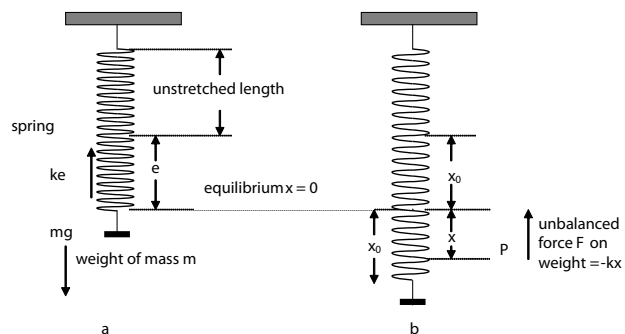 unstretched length
spring
e
ke
x₀
equilibrium x = 0
mg
weight of mass m
x₀
x
P
unbalanced
force F on
weight =-kx
a
b